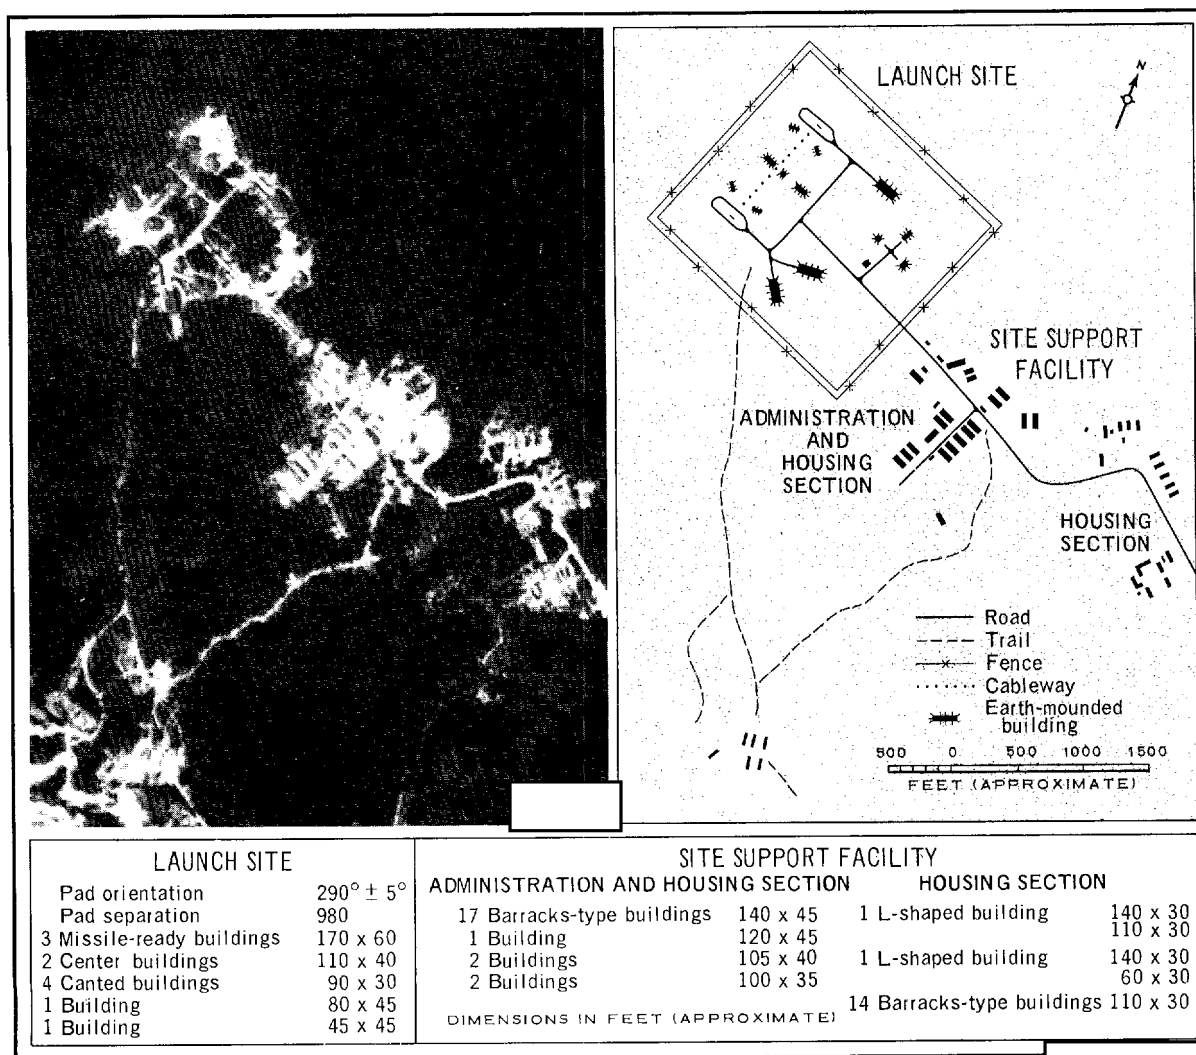 LAUNCH SITE
N
SITE SUPPORT
FACILITY
ADMINISTRATION
AND
HOUSING
SECTION
HOUSING
SECTION
Road
Trail
Fence
Cableway
Earth-mounded
building
500 0 500 1000 1500
FEET (APPROXIMATE)
LAUNCH SITE
Pad orientation 290° ± 5°
Pad separation 980
3 Missile-ready buildings 170 x 60
2 Center buildings 110 x 40
4 Canted buildings 90 x 30
1 Building 80 x 45
1 Building 45 x 45
SITE SUPPORT FACILITY
ADMINISTRATION AND HOUSING SECTION
17 Barracks-type buildings 140 x 45
1 Building 120 x 45
2 Buildings 105 x 40
2 Buildings 100 x 35
HOUSING SECTION
1 L-shaped building 140 x 30
110 x 30
1 L-shaped building 140 x 30
60 x 30
14 Barracks-type buildings 110 x 30
DIMENSIONS IN FEET (APPROXIMATE)